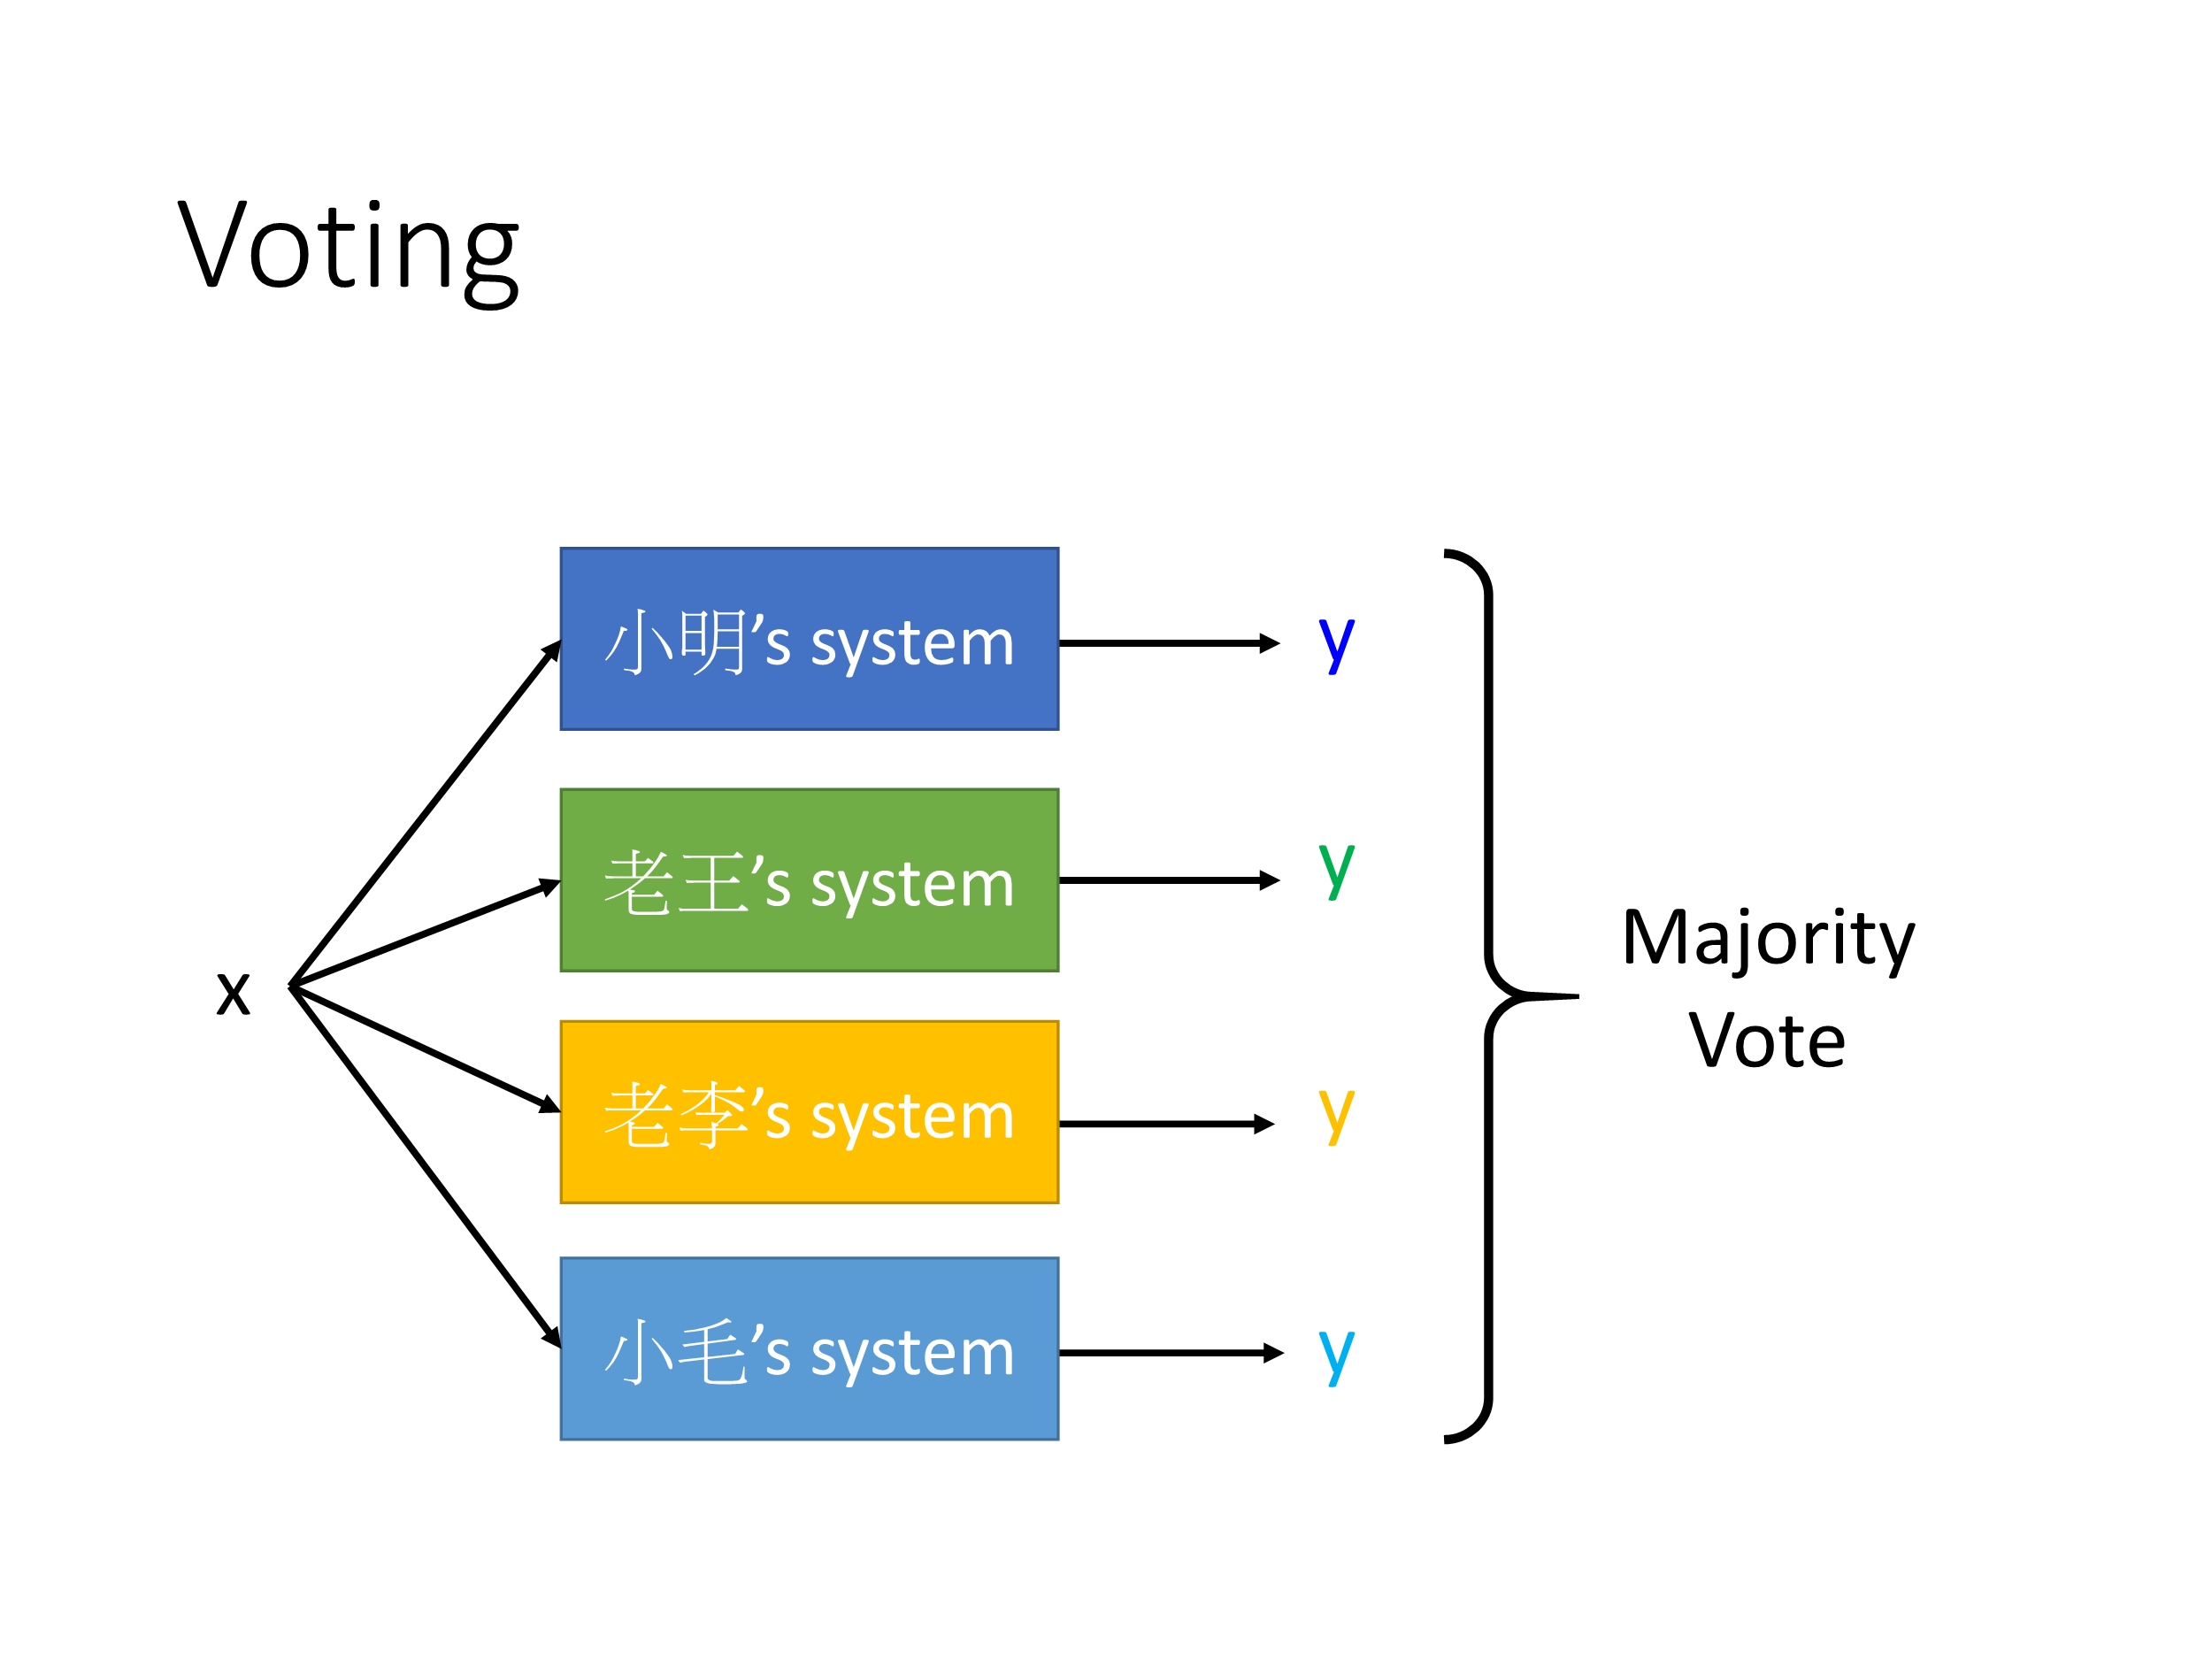 Voting
小明's system
y
老王's system
y
x
老李's system
y
小毛's system
y
Majority
Vote